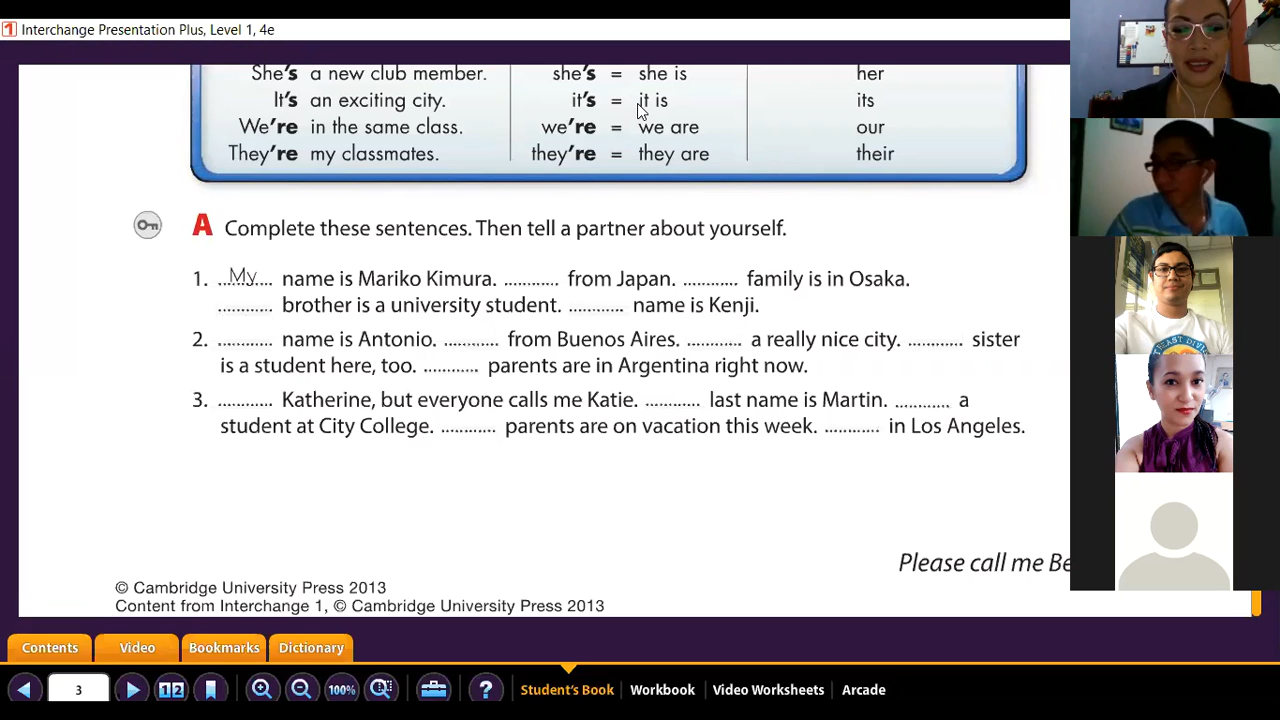 Interchange Presentation Plus, Level 1, 4e
She's a new club member. she's = she is her
It's an exciting city. it's = it is its
We're in the same class. we're = we are our
They're my classmates. they're = they are their
A Complete these sentences. Then tell a partner about yourself.
1. ...My... name is Mariko Kimura. ............ from Japan. ............ family is in Osaka.
............ brother is a university student. ............ name is Kenji.
2. ............ name is Antonio. ............ from Buenos Aires. ............ a really nice city. ............ sister
is a student here, too. ............ parents are in Argentina right now.
3. ............ Katherine, but everyone calls me Katie. ............ last name is Martin. ............ a
student at City College. ............ parents are on vacation this week. ............ in Los Angeles.
Please call me
© Cambridge University Press 2013
Content from Interchange 1, © Cambridge University Press 2013
Contents Video Bookmarks Dictionary
3 1 2 100% ? Student's Book Workbook Video Worksheets Arcade